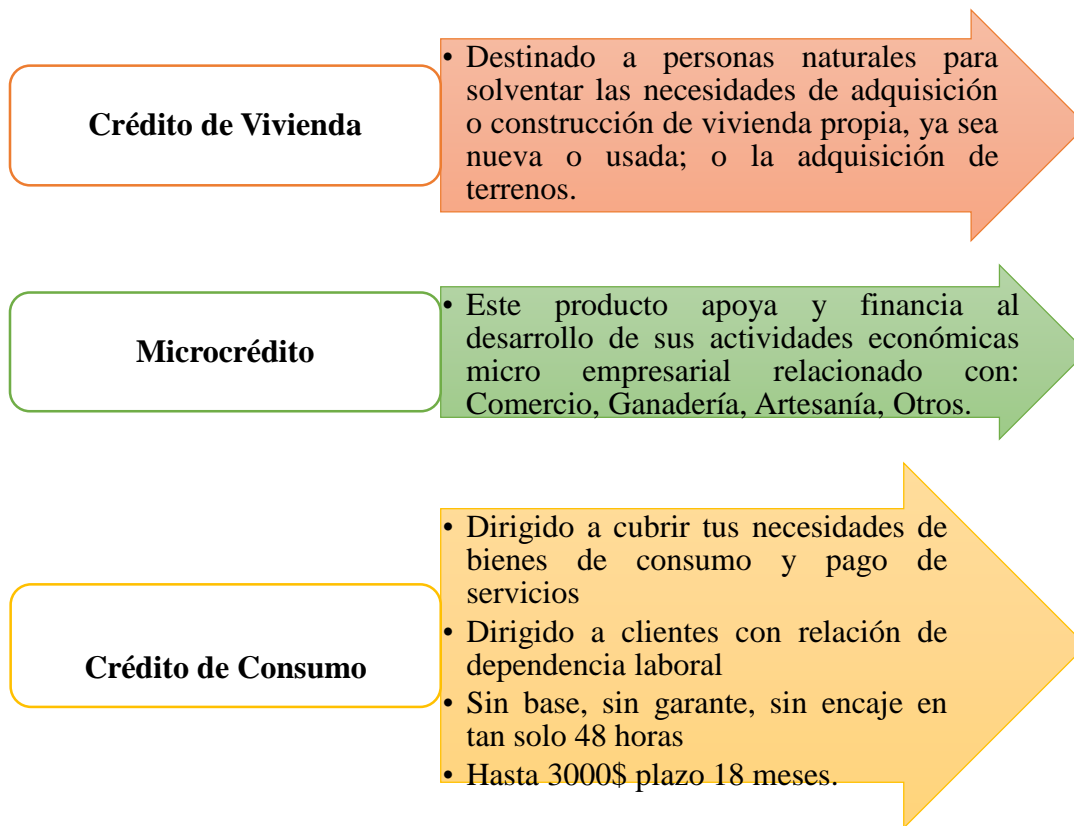 Crédito de Vivienda
• Destinado a personas naturales para
solventar las necesidades de adquisición
o construcción de vivienda propia, ya sea
nueva o usada; o la adquisición de
terrenos.
Microcrédito
• Este producto apoya y financia al
desarrollo de sus actividades económicas
micro empresarial relacionado con:
Comercio, Ganadería, Artesanía, Otros.
Crédito de Consumo
• Dirigido a cubrir tus necesidades de
bienes de consumo y pago de
servicios
• Dirigido a clientes con relación de
dependencia laboral
• Sin base, sin garante, sin encaje en
tan solo 48 horas
• Hasta 3000$ plazo 18 meses.